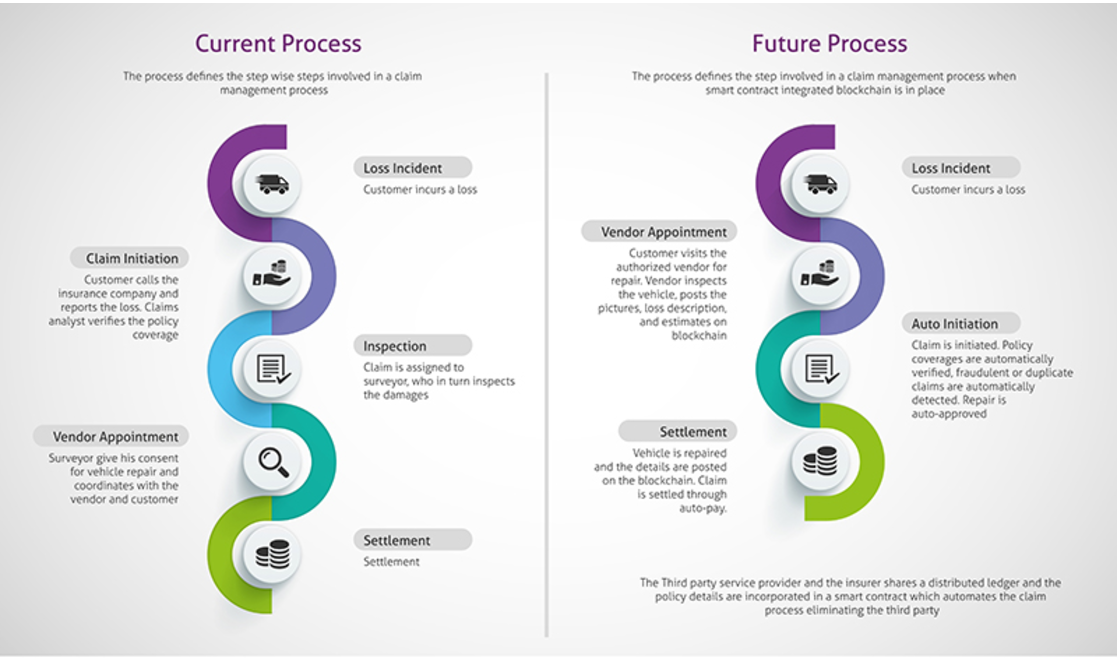 Current Process
The process defines the step wise steps involved in a claim
management process
Loss Incident
Customer incurs a loss
Claim Initiation
Customer calls the
insurance company and
reports the loss. Claims
analyst verifies the policy
coverage
Inspection
Claim is assigned to
surveyor, who in turn inspects
the damages
Vendor Appointment
Surveyor give his consent
for vehicle repair and
coordinates with the
vendor and customer
Settlement
Settlement
Future Process
The process defines the step involved in a claim management process when
smart contract integrated blockchain is in place
Loss Incident
Customer incurs a loss
Vendor Appointment
Customer visits the
authorized vendor for
repair. Vendor inspects
the vehicle, posts the
pictures, loss description,
and estimates on
blockchain
Auto Initiation
Claim is initiated. Policy
coverages are automatically
verified, fraudulent or duplicate
claims are automatically
detected. Repair is
auto-approved
Settlement
Vehicle is repaired
and the details are posted
on the blockchain. Claim
is settled through
auto-pay.
The Third party service provider and the insurer shares a distributed ledger and the
policy details are incorporated in a smart contract which automates the claim
process eliminating the third party